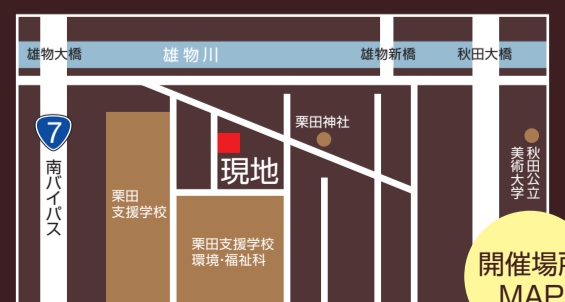 雄物大橋
雄物川
雄物新橋
秋田大橋
7
南バイパス
栗田神社
現地
秋田公立
美術大学
栗田
支援学校
栗田支援学校
環境・福祉科
開催場所
MAP